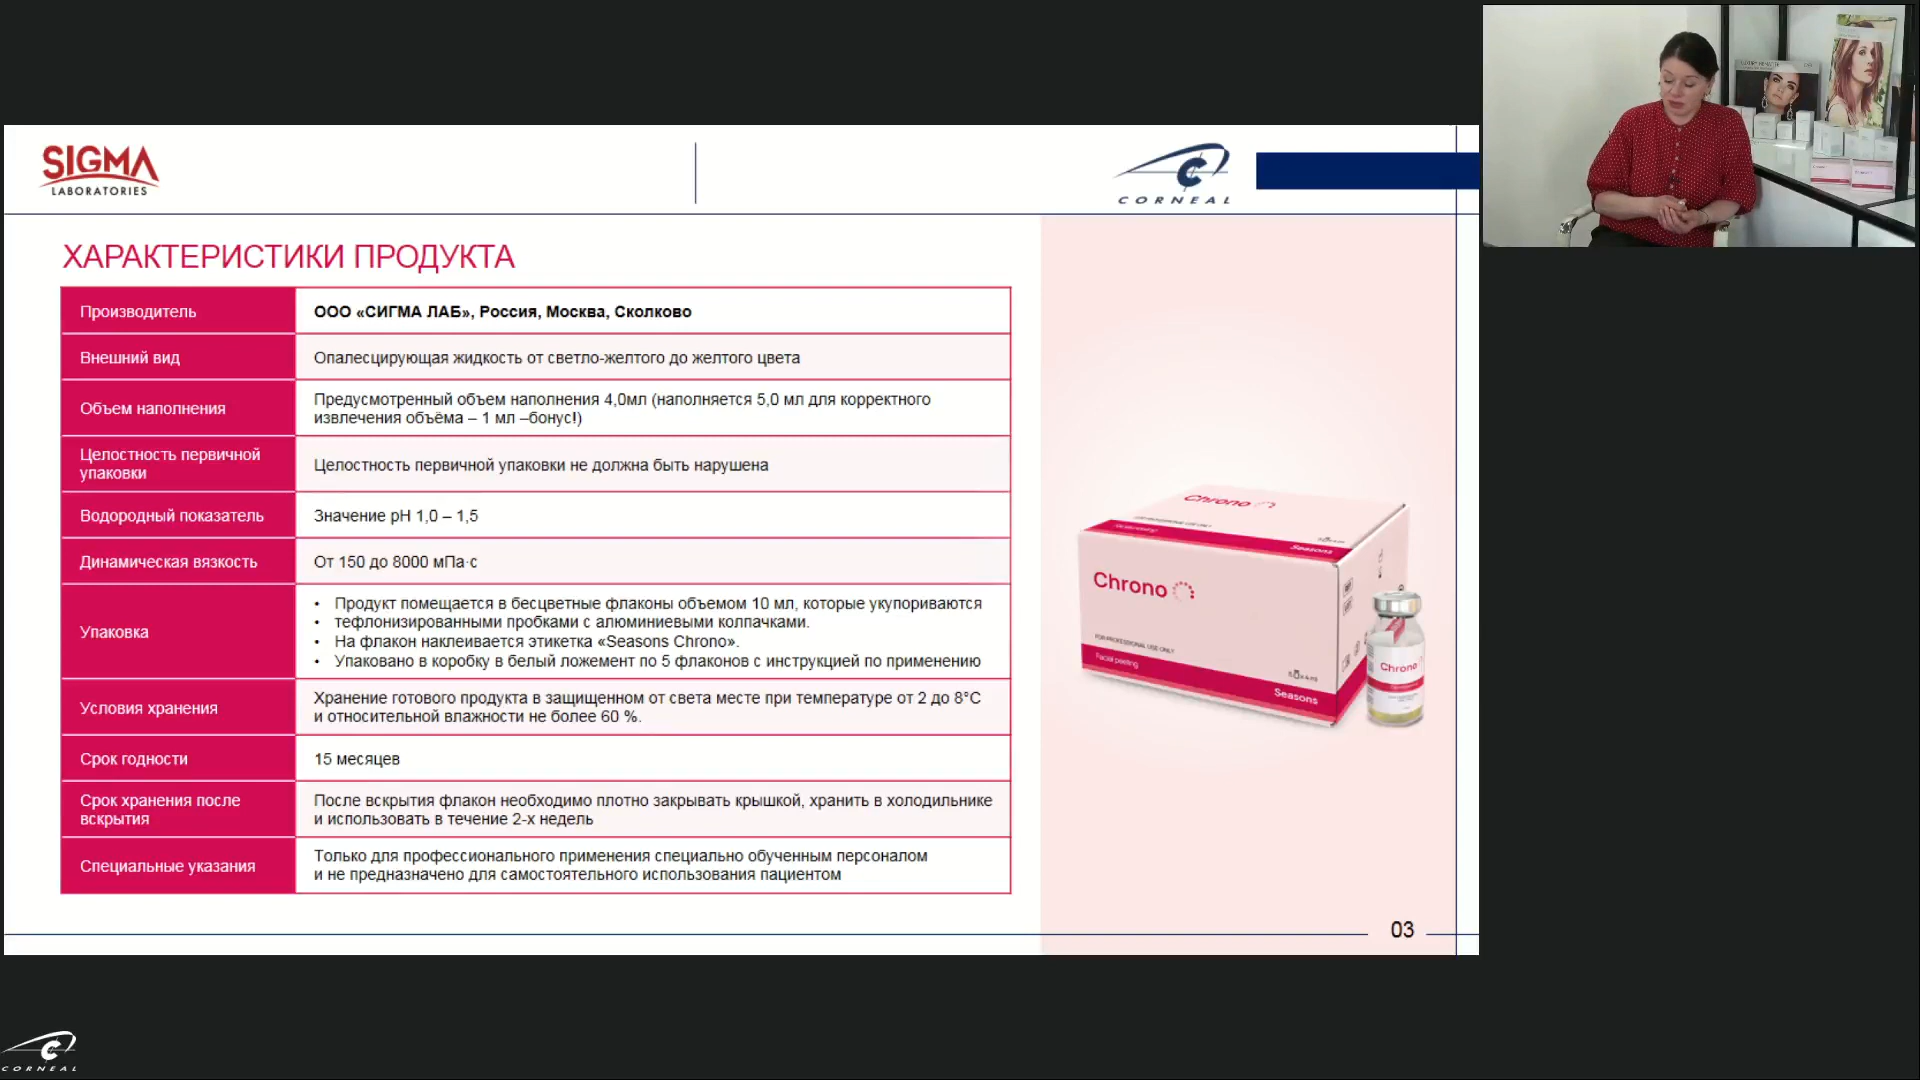 SIGMA
LABORATORIES
CORNEAL
ХАРАКТЕРИСТИКИ ПРОДУКТА
Производитель
ООО «СИГМА ЛАБ», Россия, Москва, Сколково
Внешний вид
Опалесцирующая жидкость от светло-желтого до желтого цвета
Объем наполнения
Предусмотренный объем наполнения 4,0мл (наполняется 5,0 мл для корректного
извлечения объёма – 1 мл –бонус!)
Целостность первичной
упаковки
Целостность первичной упаковки не должна быть нарушена
Водородный показатель
Значение pH 1,0 – 1,5
Динамическая вязкость
От 150 до 8000 мПа·с
Упаковка
• Продукт помещается в бесцветные флаконы объемом 10 мл, которые укупориваются
• тефлонизированными пробками с алюминиевыми колпачками.
• На флакон наклеивается этикетка «Seasons Chrono».
• Упаковано в коробку в белый ложемент по 5 флаконов с инструкцией по применению
Условия хранения
Хранение готового продукта в защищенном от света месте при температуре от 2 до 8°С
и относительной влажности не более 60 %.
Срок годности
15 месяцев
Срок хранения после
вскрытия
После вскрытия флакон необходимо плотно закрывать крышкой, хранить в холодильнике
и использовать в течение 2-х недель
Специальные указания
Только для профессионального применения специально обученным персоналом
и не предназначено для самостоятельного использования пациентом
Chrono
Seasons
Chrono
FOR PROFESSIONAL USE ONLY
Facial peeling
Seasons
Chrono
03
CORNEAL